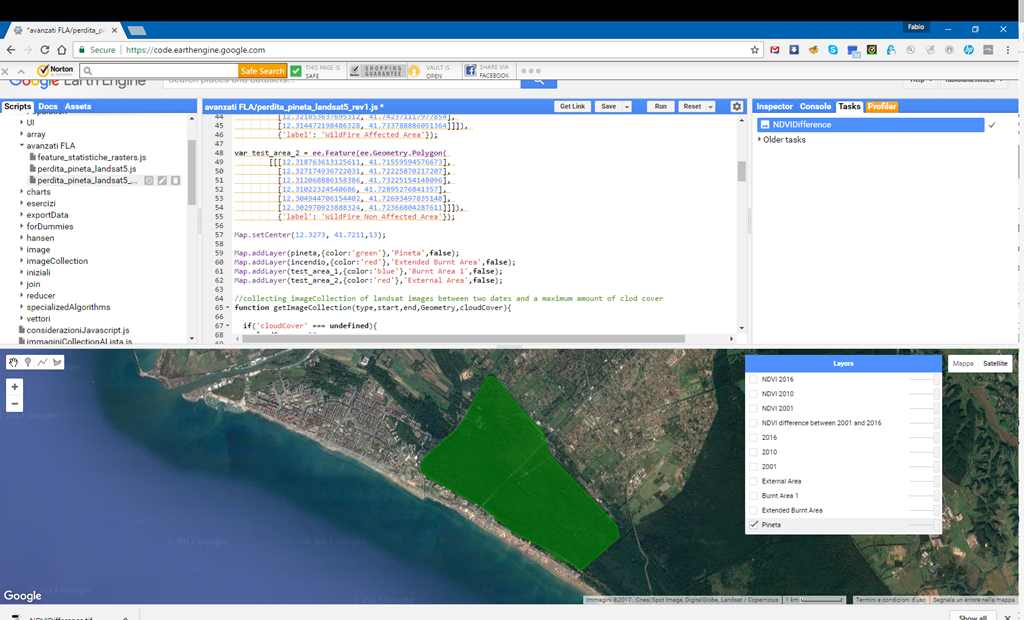 Fabio
*avanzati FLA/perdita_pi
Secure | https://code.earthengine.google.com
Norton
Safe Search
THIS PAGE IS SAFE
SHOPPING GUARANTEE
VAULT IS OPEN
SHARE VIA FACEBOOK
Google Earth Engine
Search places and datasets...
Help
Scripts Docs Assets
avanzati FLA/perdita_pineta_landsat5_rev1.js *
Get Link Save Run Reset
Inspector Console Tasks Profiler
UI
array
avanzati FLA
feature_statistiche_rasters.js
perdita_pineta_landsat5.js
perdita_pineta_landsat5_...
charts
esercizi
exportData
forDummies
hansen
image
imageCollection
iniziali
join
reducer
specializedAlgorithms
vettori
considerazioniJavascript.js
immaginiCollectionALista.js
44 [12.321853637695312, 41.742371117977854],
45 [12.314472198486328, 41.733788886051364]]]),
46 {'label': 'WildFire Affected Area'});
47
48 var test_area_2 = ee.Feature(ee.Geometry.Polygon(
49 [[[12.318763613125611, 41.71559594576673],
50 [12.327174936722031, 41.72225870217207],
51 [12.312068886158386, 41.73225154148096],
52 [12.31022324540686, 41.72895276841357],
53 [12.304944706154402, 41.72693497835148],
54 [12.302970923888324, 41.72366804287611]]]),
55 {'label': 'WildFire Non Affected Area'});
56
57 Map.setCenter(12.3273, 41.7211,13);
58
59 Map.addLayer(pineta,{color:'green'},'Pineta',false);
60 Map.addLayer(incendio,{color:'red'},'Extended Burnt Area',false);
61 Map.addLayer(test_area_1,{color:'blue'},'Burnt Area 1',false);
62 Map.addLayer(test_area_2,{color:'red'},'External Area',false);
63
64 //collecting imageCollection of landsat images between two dates and a maximum amount of clod cover
65 function getImageCollection(type,start,end,Geometry,cloudCover){
66
67 if('cloudCover' === undefined){
68
69
NDVIDifference
Older tasks
Layers
NDVI 2016
NDVI 2010
NDVI 2001
NDVI difference between 2001 and 2016
2016
2010
2001
External Area
Burnt Area 1
Extended Burnt Area
Pineta
Mappa Satellite
+
−
© 2017 Google
Google
Immagini ©2017 , Cnes/Spot Image, DigitalGlobe, Landsat / Copernicus
1 km
Termini e condizioni d'uso
Segnala un errore nella mappa
NDVIDifference.tif
Show all